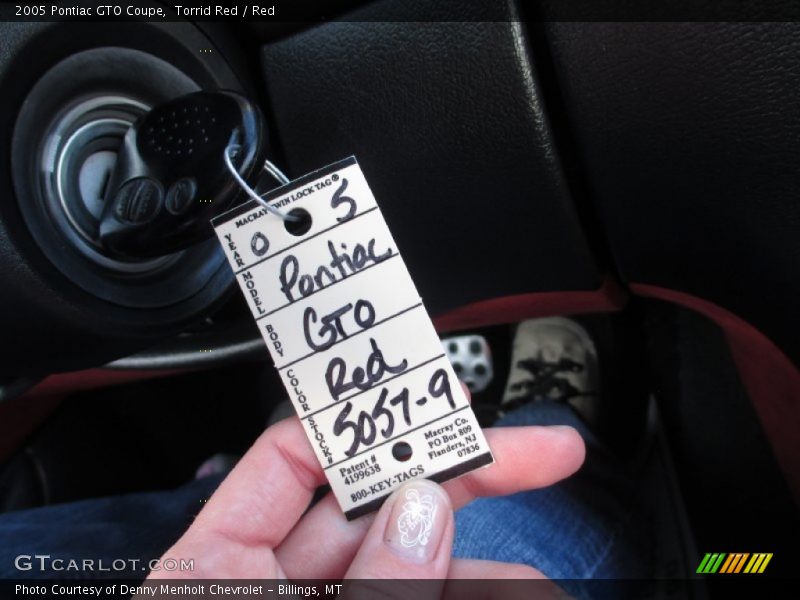 2005 Pontiac GTO Coupe, Torrid Red / Red
MACRAY TWIN LOCK TAG®
YEAR 0 5
MODEL Pontiac
BODY GTO
COLOR Red
STOCK# 5057-9
Patent #
4199638
Macray Co.
PO Box 809
Flanders, NJ
07836
800-KEY-TAGS
GTCARLOT.COM
Photo Courtesy of Denny Menholt Chevrolet - Billings, MT